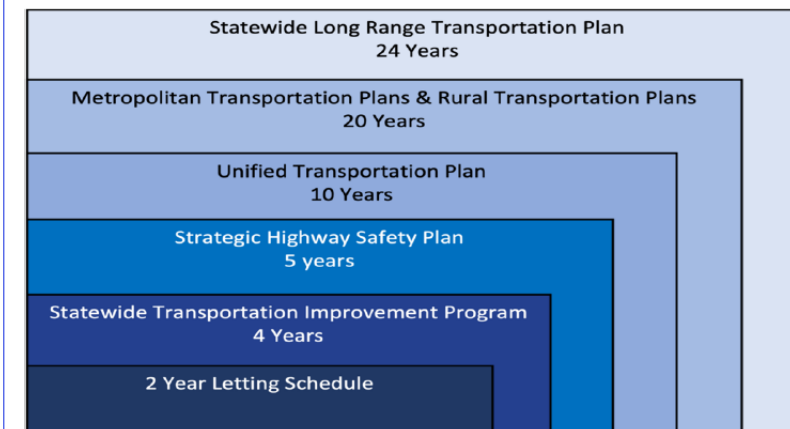 Statewide Long Range Transportation Plan
24 Years
Metropolitan Transportation Plans & Rural Transportation Plans
20 Years
Unified Transportation Plan
10 Years
Strategic Highway Safety Plan
5 years
Statewide Transportation Improvement Program
4 Years
2 Year Letting Schedule